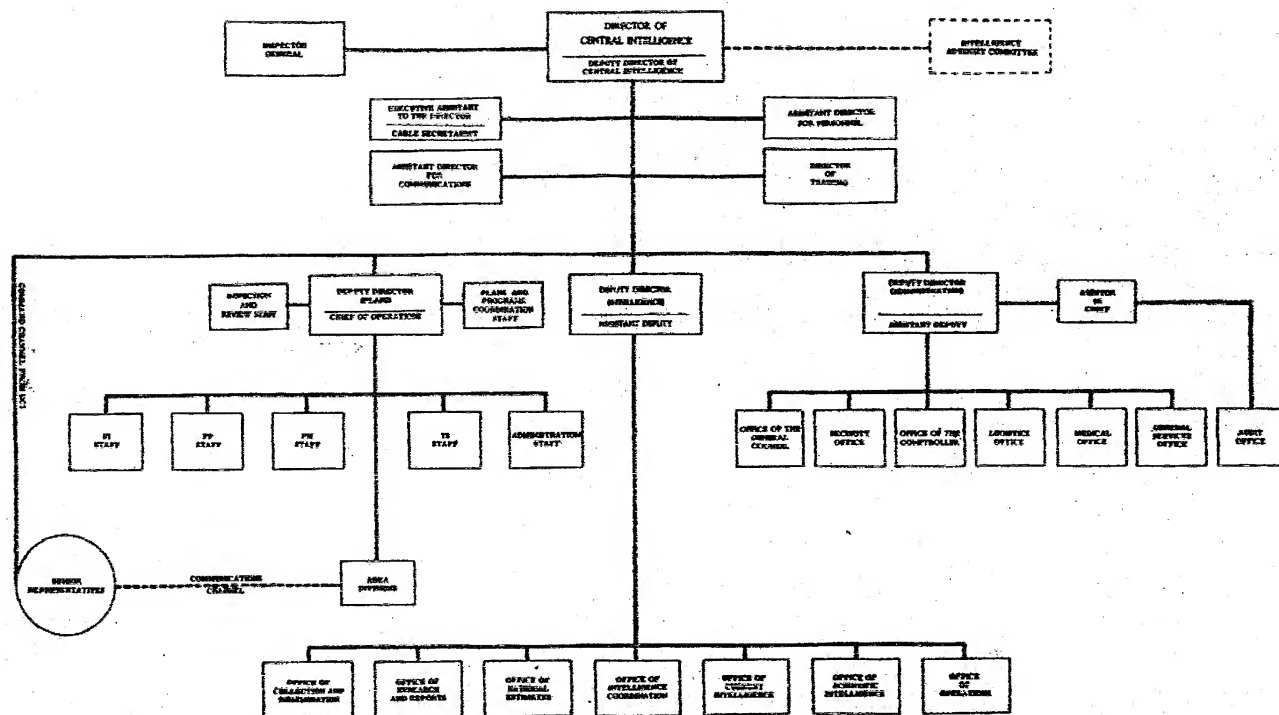 DIRECTOR OF
CENTRAL INTELLIGENCE
DEPUTY DIRECTOR OF
CENTRAL INTELLIGENCE
INSPECTOR
GENERAL
INTELLIGENCE
ADVISORY COMMITTEE
EXECUTIVE ASSISTANT
TO THE DIRECTOR
CABLE SECRETARIAT
ASSISTANT DIRECTOR
FOR PERSONNEL
ASSISTANT DIRECTOR
FOR
COMMUNICATIONS
DIRECTOR
OF
TRAINING
COMMAND CHANNEL FROM DCI
INSPECTION
AND
REVIEW STAFF
DEPUTY DIRECTOR
(PLANS)
CHIEF OF OPERATIONS
PLANS AND
PROGRAMS
COORDINATION
STAFF
DEPUTY DIRECTOR
(INTELLIGENCE)
ASSISTANT DEPUTY
DEPUTY DIRECTOR
(ADMINISTRATION)
ASSISTANT DEPUTY
AUDITOR
IN
CHIEF
FI
STAFF
PP
STAFF
PM
STAFF
TS
STAFF
ADMINISTRATION
STAFF
OFFICE OF THE
GENERAL
COUNSEL
SECURITY
OFFICE
OFFICE OF THE
COMPTROLLER
LOGISTICS
OFFICE
MEDICAL
OFFICE
GENERAL
SERVICES
OFFICE
AUDIT
OFFICE
SENIOR
REPRESENTATIVES
COMMUNICATIONS
CHANNEL
AREA
DIVISIONS
OFFICE OF
COLLECTION AND
DISSEMINATION
OFFICE OF
RESEARCH
AND REPORTS
OFFICE OF
NATIONAL
ESTIMATES
OFFICE OF
INTELLIGENCE
COORDINATION
OFFICE OF
CURRENT
INTELLIGENCE
OFFICE OF
SCIENTIFIC
INTELLIGENCE
OFFICE
OF
OPERATIONS